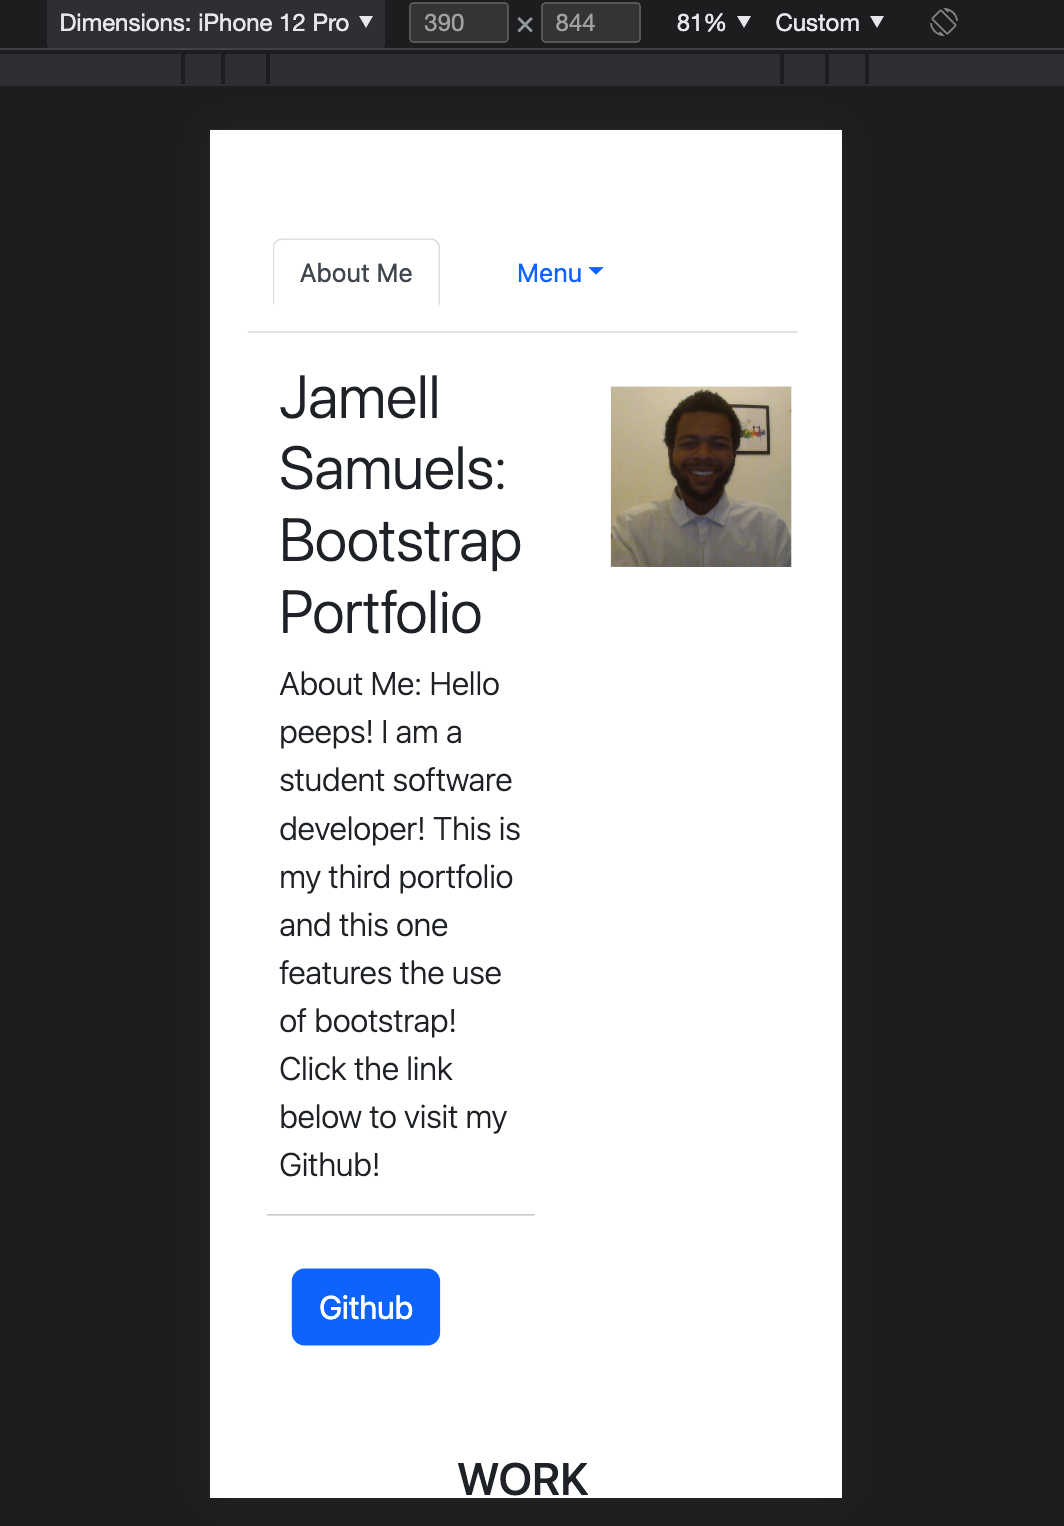 Dimensions: iPhone 12 Pro ▼ 390 × 844 81% ▼ Custom ▼
About Me Menu
Jamell
Samuels:
Bootstrap
Portfolio
About Me: Hello
peeps! I am a
student software
developer! This is
my third portfolio
and this one
features the use
of bootstrap!
Click the link
below to visit my
Github!
Github
WORK